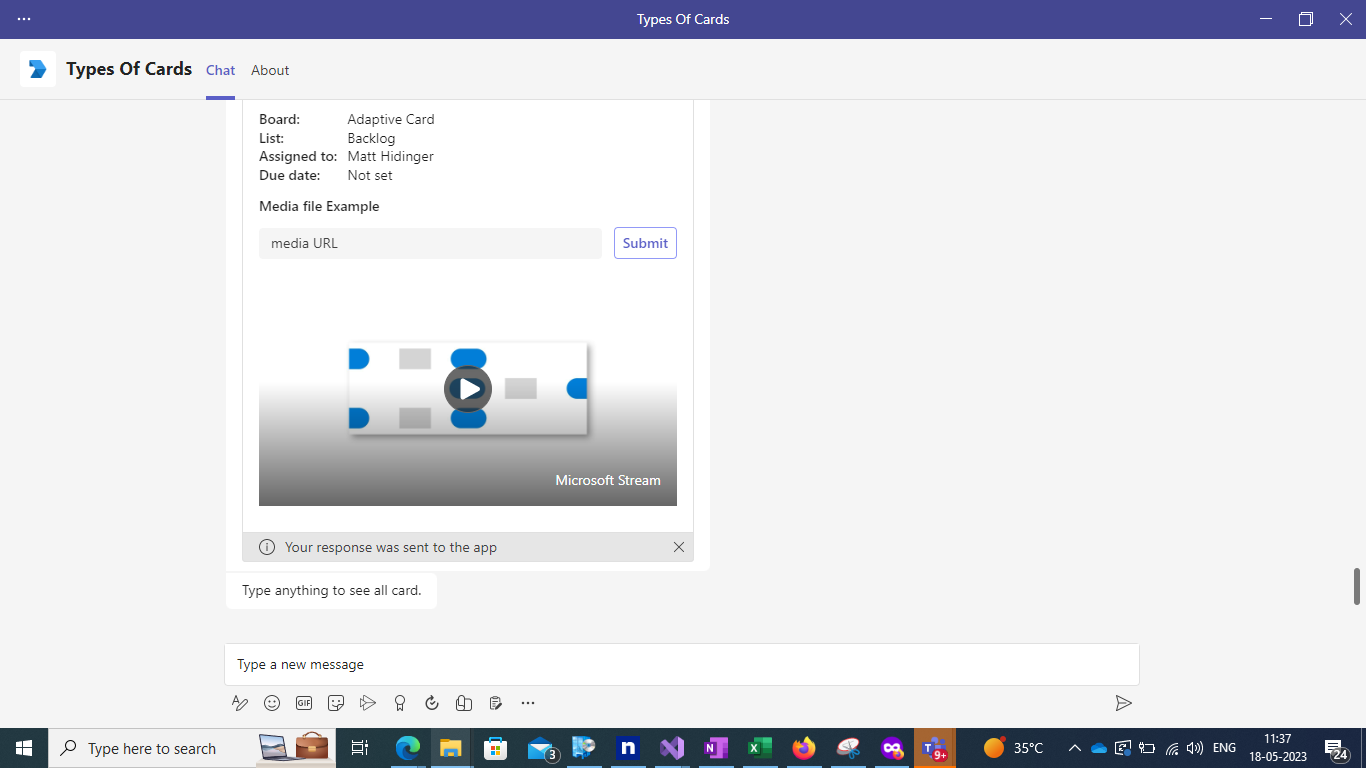 Types Of Cards
Types Of Cards Chat About
Board: Adaptive Card
List: Backlog
Assigned to: Matt Hidinger
Due date: Not set
Media file Example
media URL Submit
Microsoft Stream
Your response was sent to the app
Type anything to see all card.
Type a new message
GIF
Type here to search
3
n
N
9+
35°C
ENG
11:37
18-05-2023
24